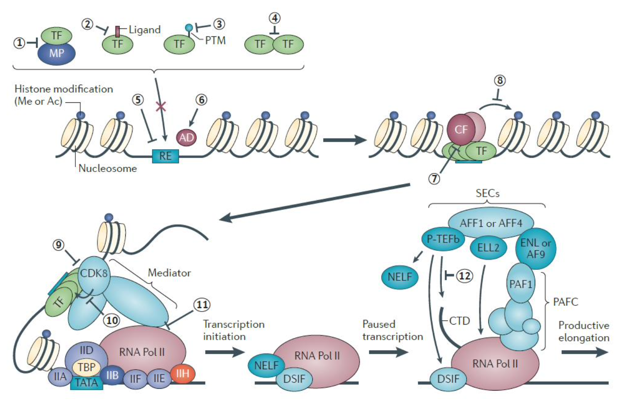 ① TF MP
② Ligand TF
③ TF PTM
④ TF TF
Histone modification
(Me or Ac)
Nucleosome
⑤
⑥
AD
RE
⑧
CF
TF
⑦
SECs
AFF1 or AFF4
P-TEFb
ELL2
ENL or
AF9
NELF
⑫
PAF1
PAFC
CTD
RNA Pol II
DSIF
⑨
CDK8
Mediator
TF
⑩
⑪
IID
TBP
RNA Pol II
IIA
TATA
IIB
IIF
IIE
IIH
Transcription
initiation
NELF
RNA Pol II
DSIF
Paused
transcription
Productive
elongation